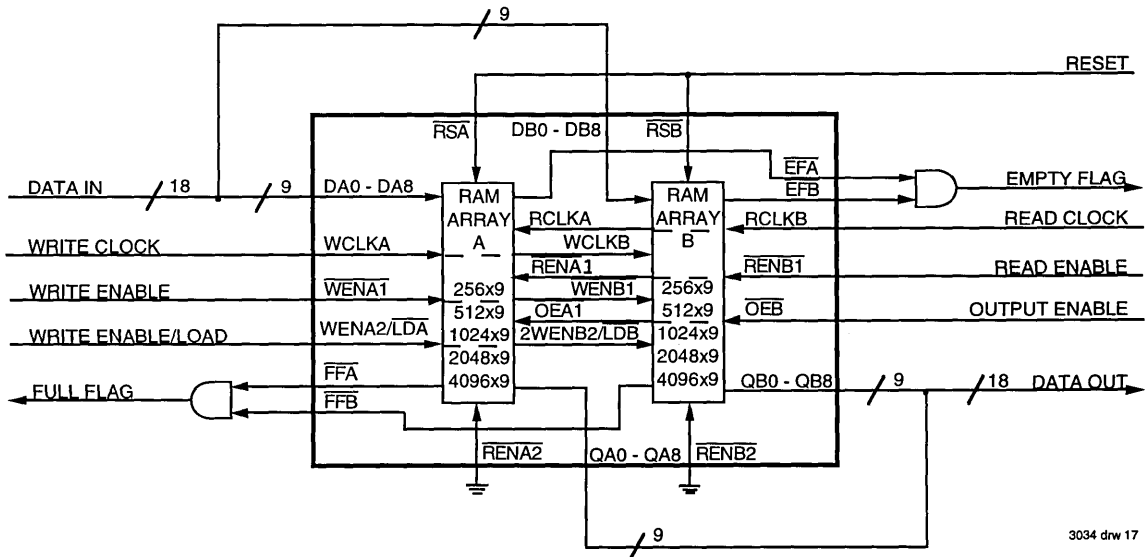 9
RESET
RSA DB0 - DB8 RSB
EFA
DATA IN 18 9 DA0 - DA8 RAM RAM EFB EMPTY FLAG
ARRAY RCLKA ARRAY RCLKB READ CLOCK
A B
WRITE CLOCK WCLKA WCLKB
RENA1 RENB1 READ ENABLE
WRITE ENABLE WENA1 256x9 WENB1 256x9
512x9 OEA1 512x9 OEB OUTPUT ENABLE
WRITE ENABLE/LOAD WENA2/LDA 1024x9 2WENB2/LDB 1024x9
2048x9 2048x9
FULL FLAG FFA 4096x9 4096x9 QB0 - QB8 9 18 DATA OUT
FFB
RENA2 QA0 - QA8 RENB2
9
3034 drw 17